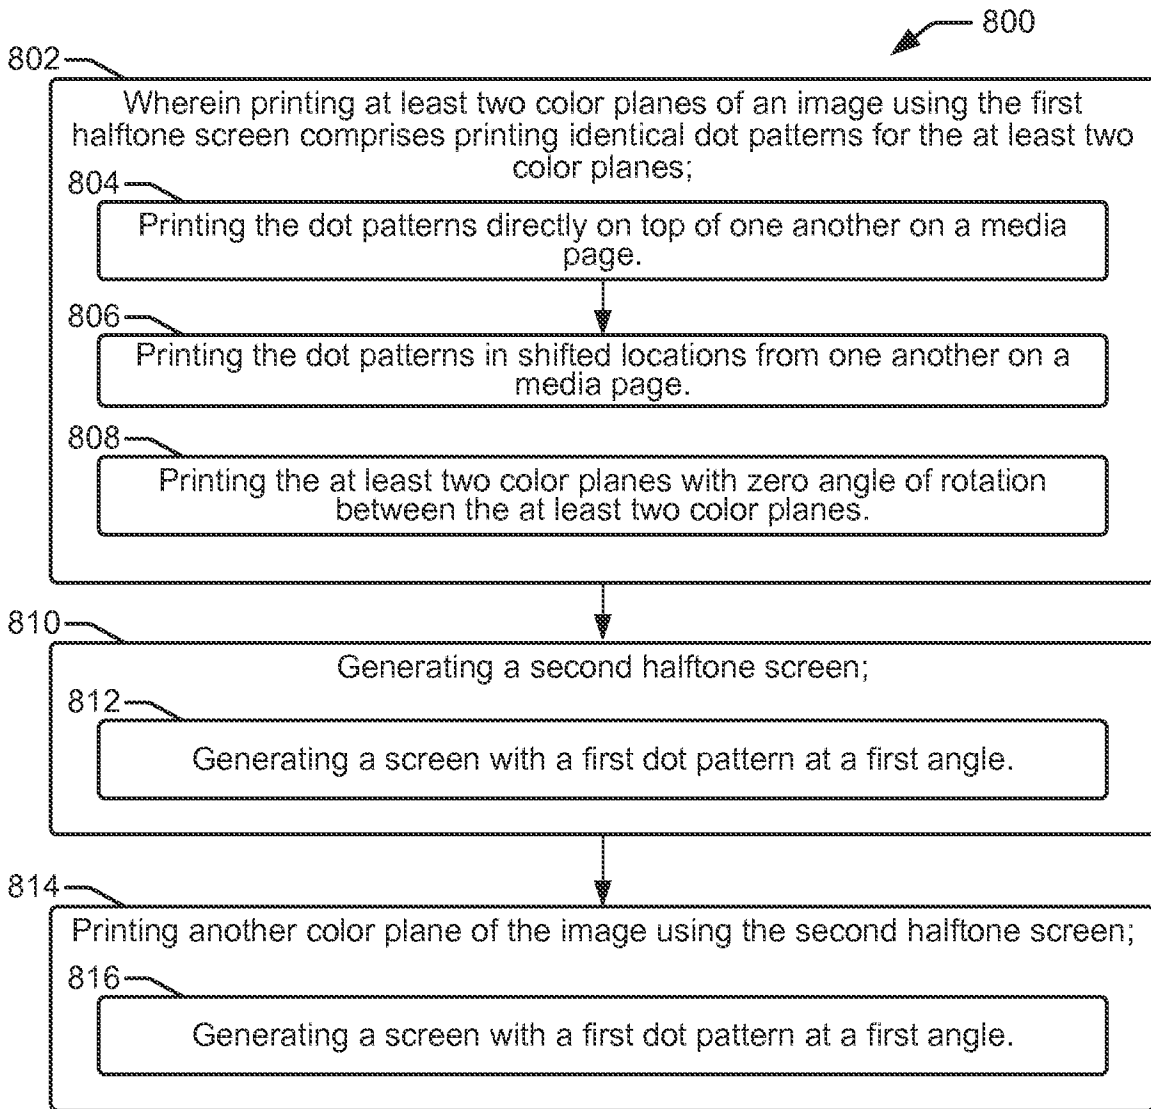 800
802
Wherein printing at least two color planes of an image using the first
halftone screen comprises printing identical dot patterns for the at least two
color planes;
804
Printing the dot patterns directly on top of one another on a media
page.
806
Printing the dot patterns in shifted locations from one another on a
media page.
808
Printing the at least two color planes with zero angle of rotation
between the at least two color planes.
810
Generating a second halftone screen;
812
Generating a screen with a first dot pattern at a first angle.
814
Printing another color plane of the image using the second halftone screen;
816
Generating a screen with a first dot pattern at a first angle.